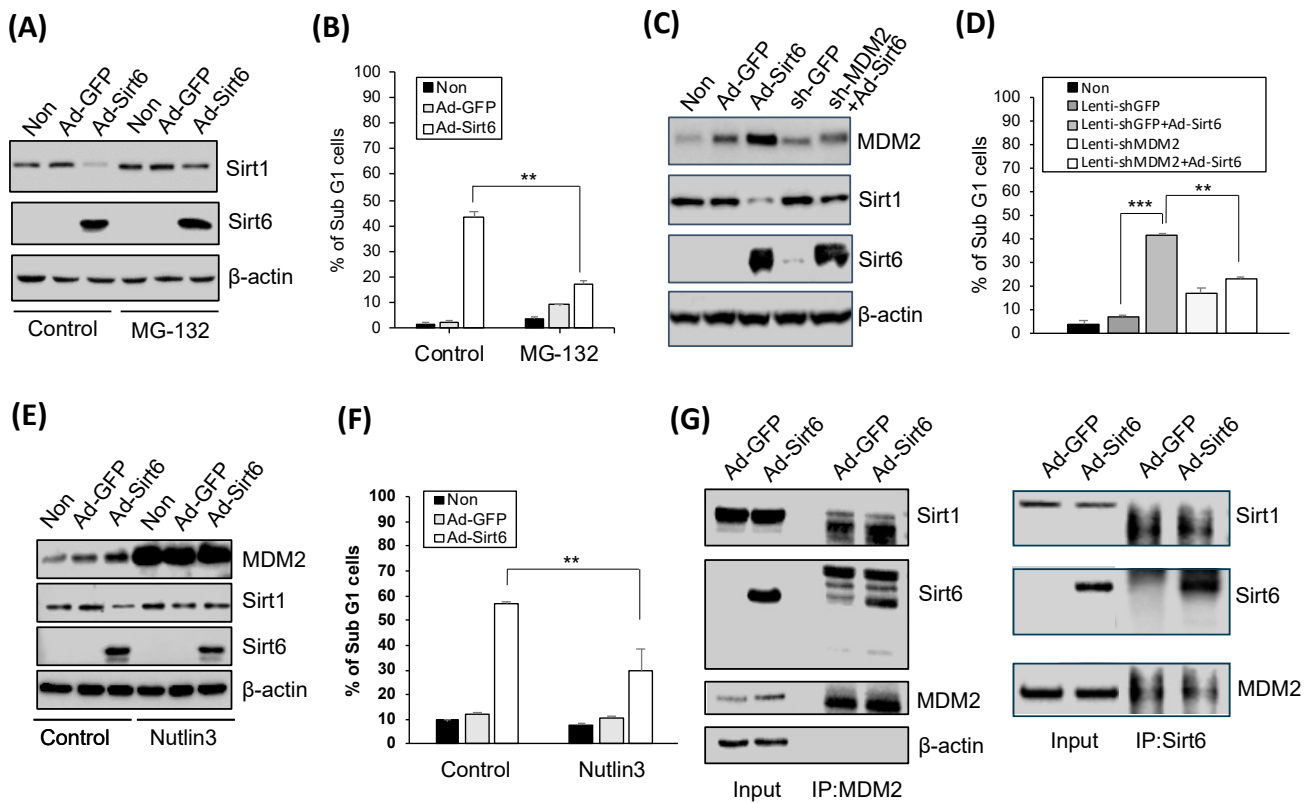 (A)
Non
Ad-GFP
Ad-Sirt6
Non
Ad-GFP
Ad-Sirt6
Sirt1
Sirt6
β-actin
Control
MG-132
(B)
% of Sub G1 cells
100
90
80
70
60
50
40
30
20
10
0
Non
Ad-GFP
Ad-Sirt6
**
Control
MG-132
(C)
Non
Ad-GFP
Ad-Sirt6
sh-GFP
sh-MDM2
+Ad-Sirt6
MDM2
Sirt1
Sirt6
β-actin
(D)
% of Sub G1 cells
100
90
80
70
60
50
40
30
20
10
0
Non
Lenti-shGFP
Lenti-shGFP+Ad-Sirt6
Lenti-shMDM2
Lenti-shMDM2+Ad-Sirt6
***
**
(E)
Non
Ad-GFP
Ad-Sirt6
Non
Ad-GFP
Ad-Sirt6
MDM2
Sirt1
Sirt6
β-actin
Control
Nutlin3
(F)
% of Sub G1 cells
100
90
80
70
60
50
40
30
20
10
0
Non
Ad-GFP
Ad-Sirt6
**
Control
Nutlin3
(G)
Ad-GFP
Ad-Sirt6
Ad-GFP
Ad-Sirt6
Sirt1
Sirt6
MDM2
β-actin
Input
IP:MDM2
Ad-GFP
Ad-Sirt6
Ad-GFP
Ad-Sirt6
Sirt1
Sirt6
MDM2
Input
IP:Sirt6